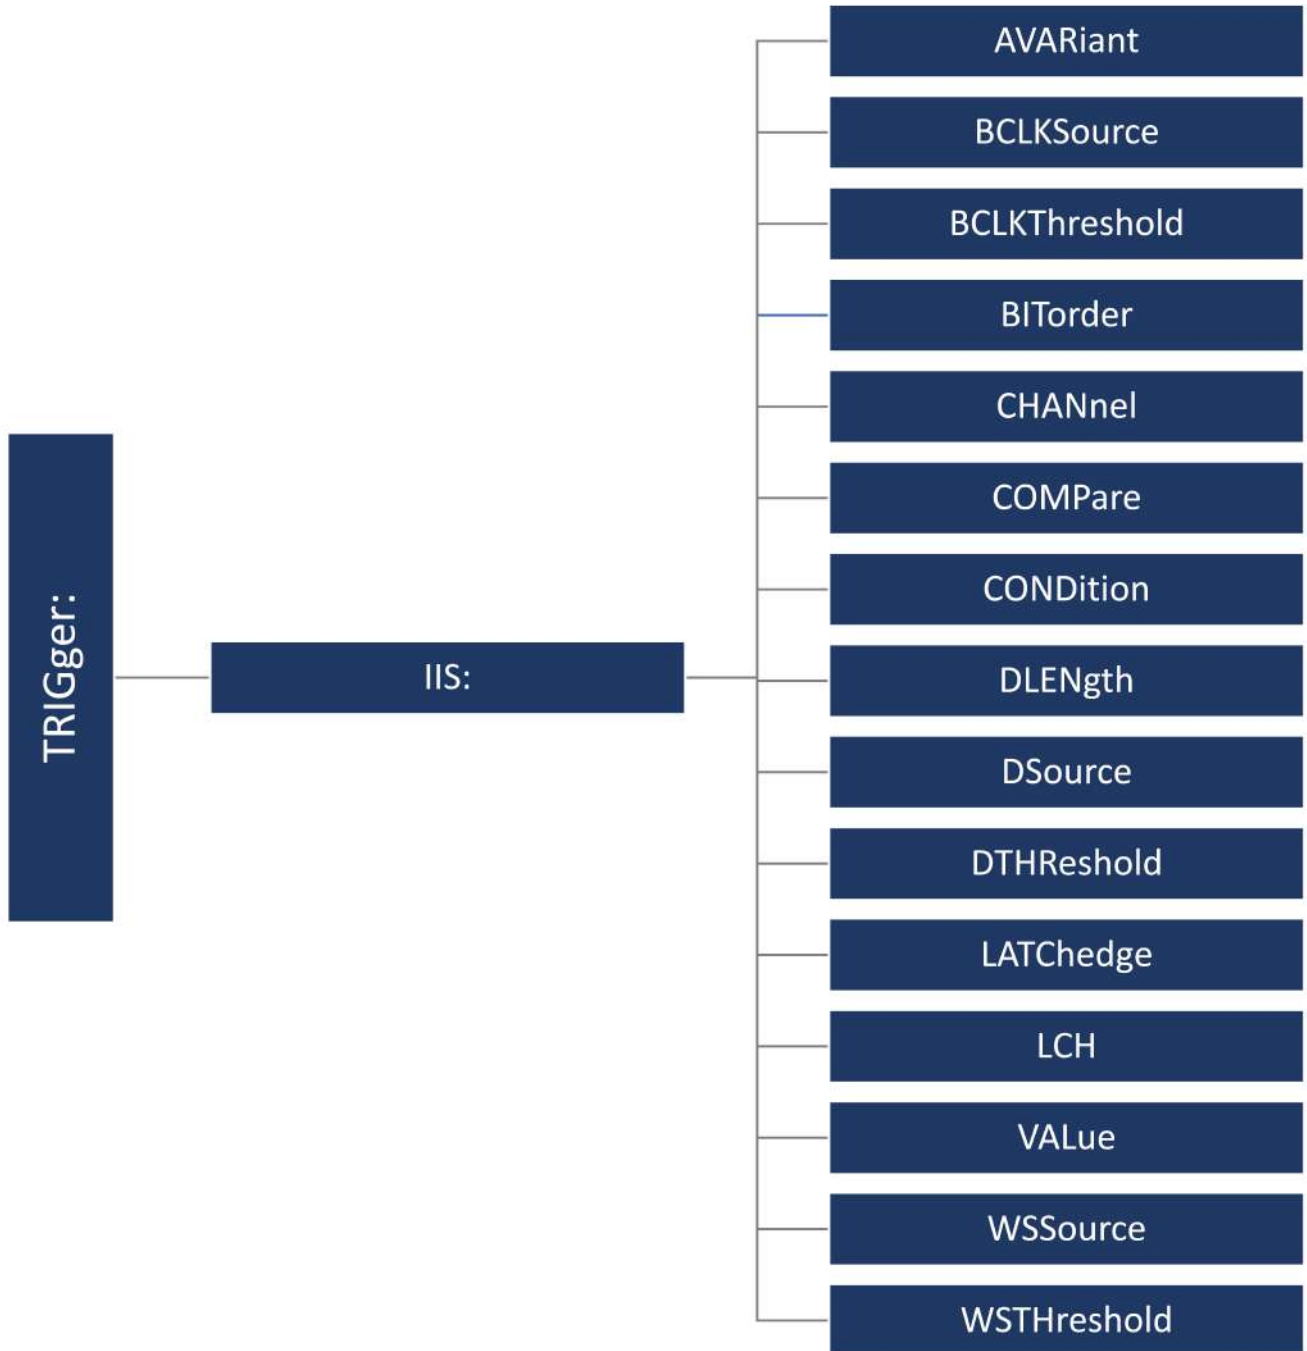 TRIGger:
IIS:
AVARiant
BCLKSource
BCLKThreshold
BITorder
CHANnel
COMPare
CONDition
DLENgth
DSource
DTHReshold
LATChedge
LCH
VALue
WSSource
WSTHreshold